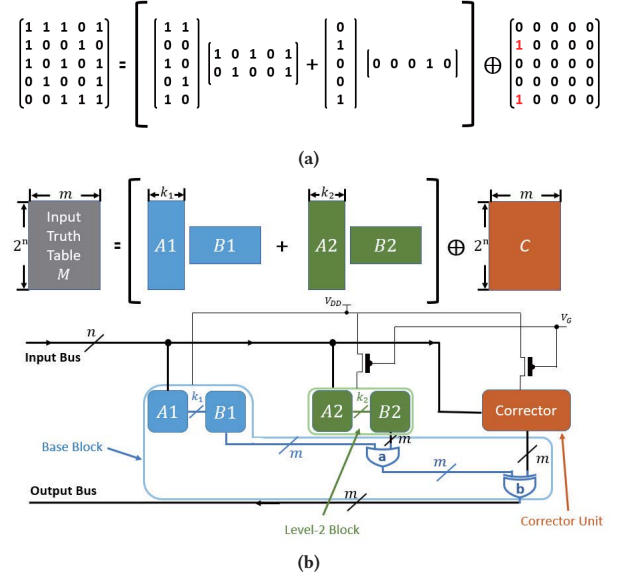 1 1 1 0 1
1 0 0 1 0
1 0 1 0 1
0 1 0 0 1
0 0 1 1 1
=
1 1
0 0
1 0
0 1
1 0
1 0 1 0 1
0 1 0 0 1
+
0
1
0
0
1
0 0 0 1 0
⊕
0 0 0 0 0
1 0 0 0 0
0 0 0 0 0
0 0 0 0 0
1 0 0 0 0
(a)
m
2ⁿ
Input
Truth
Table
M
=
k₁
A1
B1
+
k₂
A2
B2
⊕
m
2ⁿ
C
V_DD
V_G
n
Input Bus
A1
k₁
B1
A2
k₂
B2
Corrector
Base Block
m
m
a
m
m
b
Output Bus
m
Level-2 Block
Corrector Unit
(b)